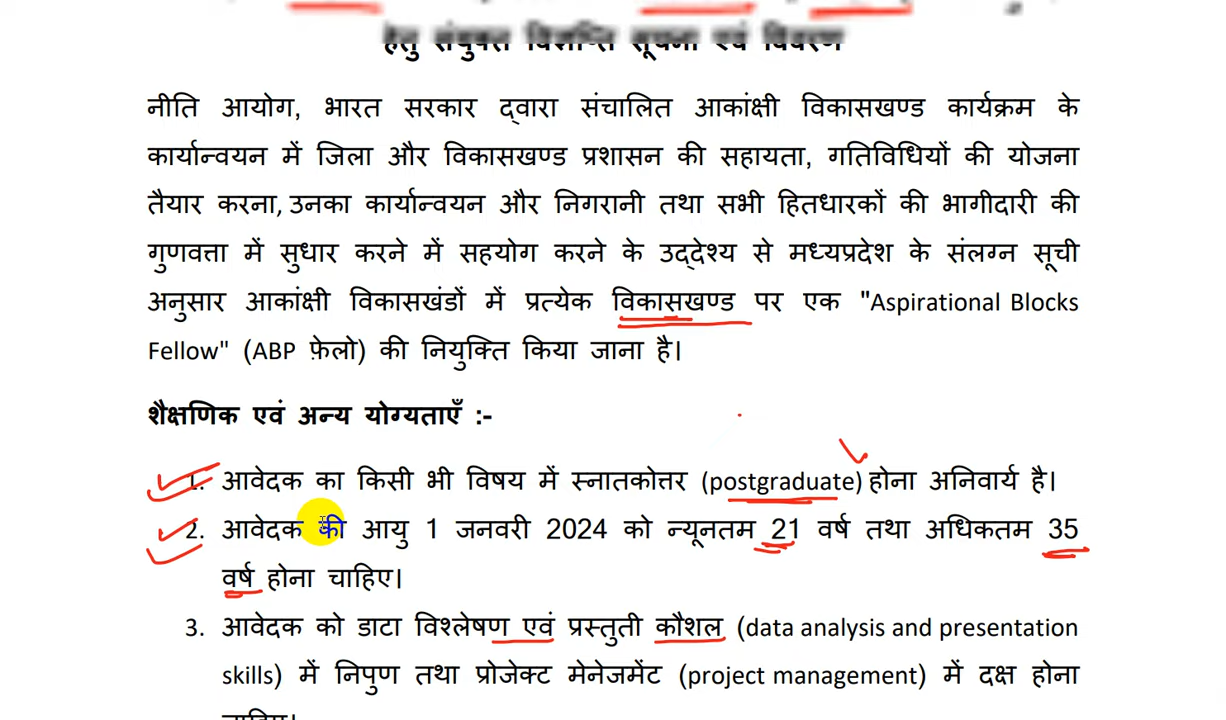 हेतु संयुक्त विज्ञप्ति सूचना एवं विवरण
नीति आयोग, भारत सरकार द्वारा संचालित आकांक्षी विकासखण्ड कार्यक्रम के
कार्यान्वयन में जिला और विकासखण्ड प्रशासन की सहायता, गतिविधियों की योजना
तैयार करना, उनका कार्यान्वयन और निगरानी तथा सभी हितधारकों की भागीदारी की
गुणवत्ता में सुधार करने में सहयोग करने के उद्देश्य से मध्यप्रदेश के संलग्न सूची
अनुसार आकांक्षी विकासखंडों में प्रत्येक विकासखण्ड पर एक "Aspirational Blocks
Fellow" (ABP फ़ेलो) की नियुक्ति किया जाना है।
शैक्षणिक एवं अन्य योग्यताएँ :-
1. आवेदक का किसी भी विषय में स्नातकोत्तर (postgraduate) होना अनिवार्य है।
2. आवेदक की आयु 1 जनवरी 2024 को न्यूनतम 21 वर्ष तथा अधिकतम 35
वर्ष होना चाहिए।
3. आवेदक को डाटा विश्लेषण एवं प्रस्तुती कौशल (data analysis and presentation
skills) में निपुण तथा प्रोजेक्ट मेनेजमेंट (project management) में दक्ष होना
चाहिए।